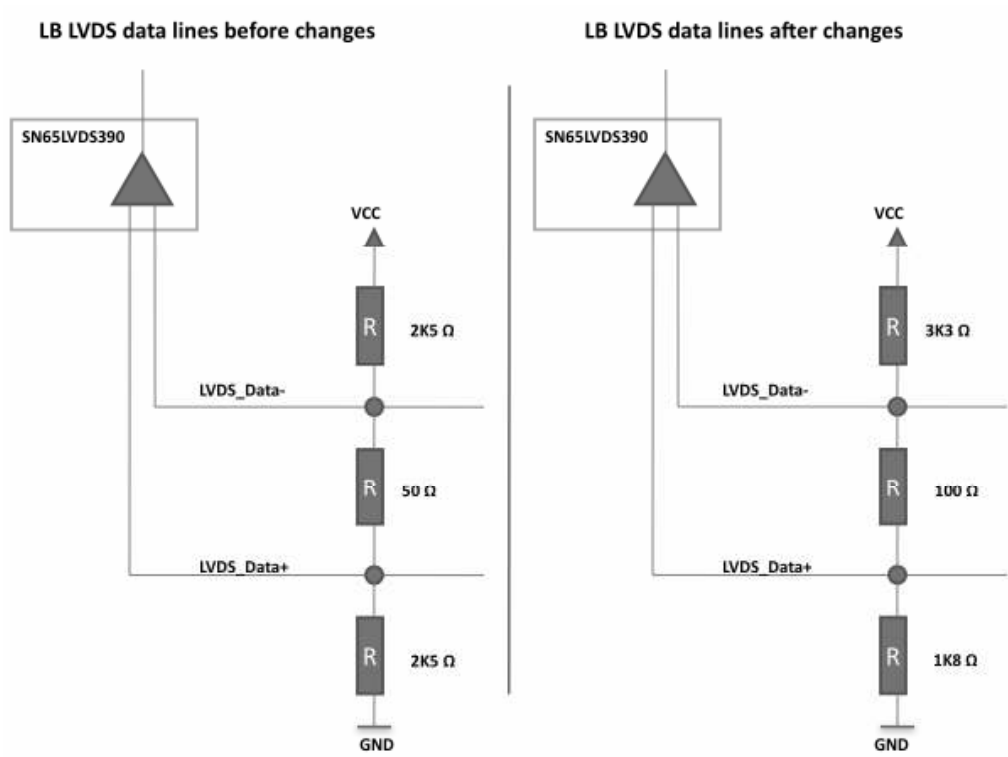 LB LVDS data lines before changes
SN65LVDS390
VCC
R
2K5 Ω
LVDS_Data-
R
50 Ω
LVDS_Data+
R
2K5 Ω
GND
LB LVDS data lines after changes
SN65LVDS390
VCC
R
3K3 Ω
LVDS_Data-
R
100 Ω
LVDS_Data+
R
1K8 Ω
GND